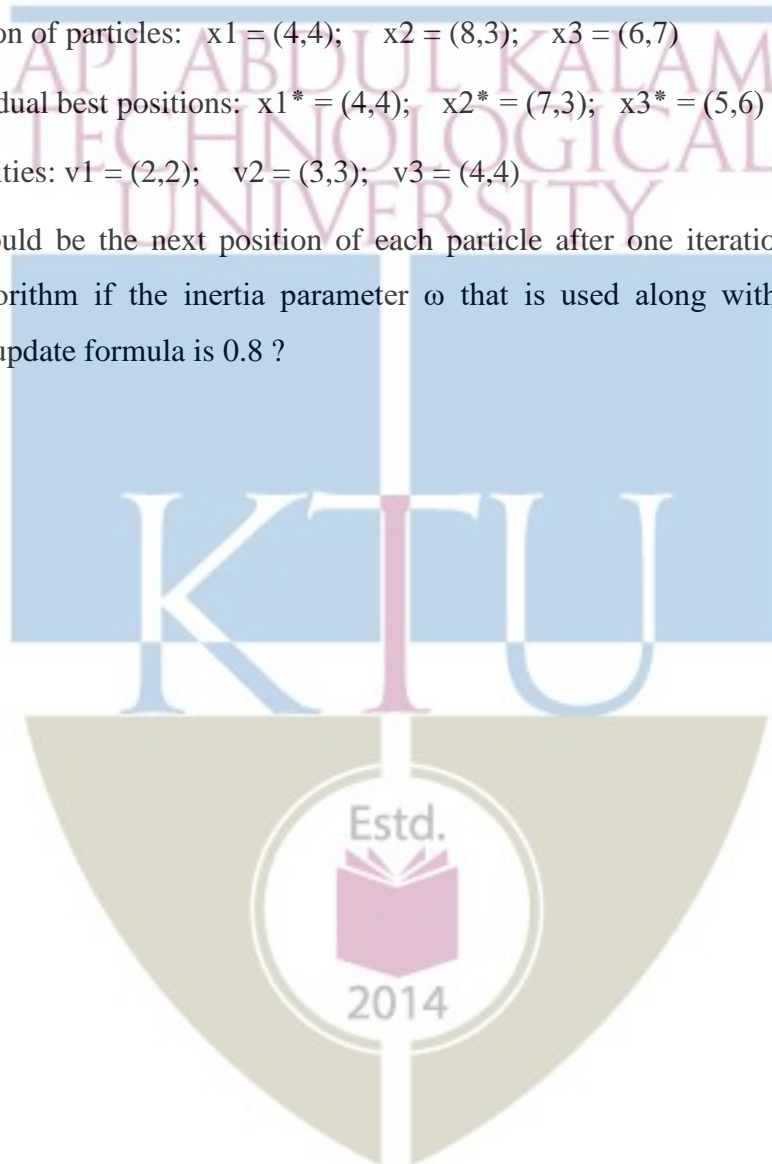 on of particles: x1 = (4,4); x2 = (8,3); x3 = (6,7)
API ABDUL KALAM
dual best positions: x1* = (4,4); x2* = (7,3); x3* = (5,6)
TECHNOLOGICAL
ities: v1 = (2,2); v2 = (3,3); v3 = (4,4)
UNIVERSITY
ould be the next position of each particle after one iteratio
orithm if the inertia parameter ω that is used along with
update formula is 0.8 ?
KTU
Estd.
2014